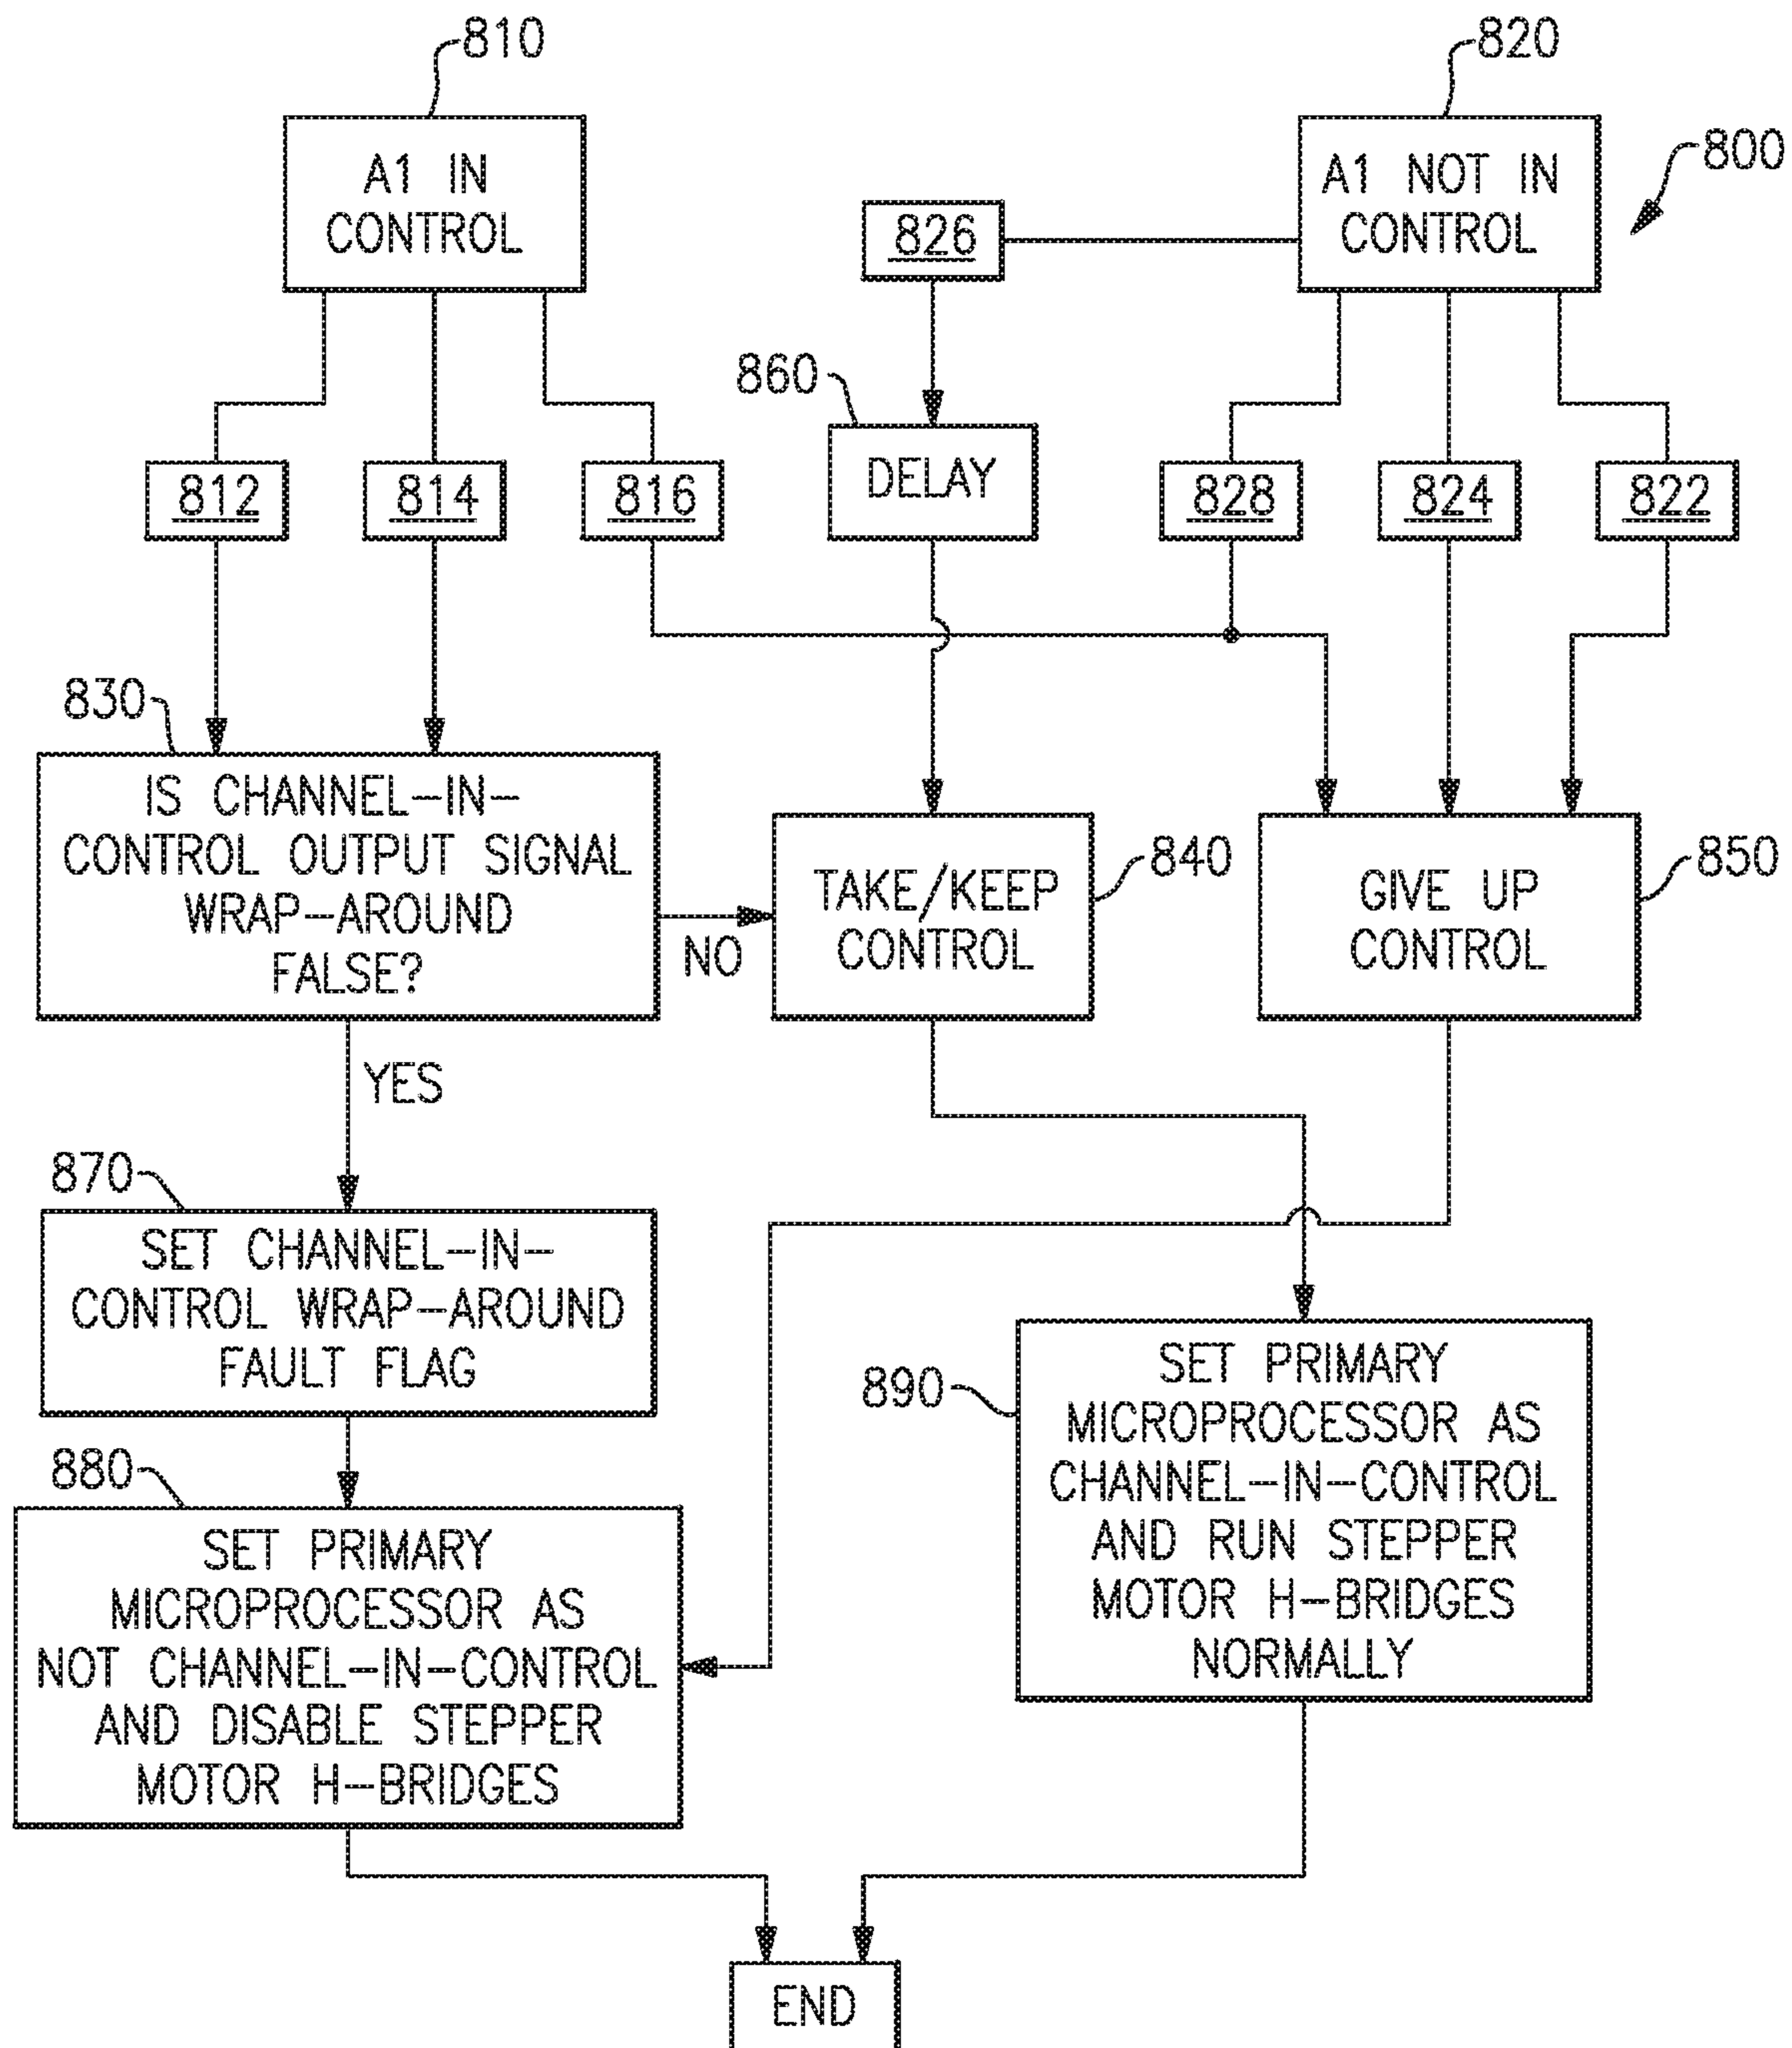 810
820
800
A1 IN
CONTROL
A1 NOT IN
CONTROL
826
860
DELAY
812
814
816
828
824
822
830
IS CHANNEL-IN-
CONTROL OUTPUT SIGNAL
WRAP-AROUND
FALSE?
NO
YES
TAKE/KEEP
CONTROL
840
GIVE UP
CONTROL
850
870
SET CHANNEL-IN-
CONTROL WRAP-AROUND
FAULT FLAG
880
SET PRIMARY
MICROPROCESSOR AS
NOT CHANNEL-IN-CONTROL
AND DISABLE STEPPER
MOTOR H-BRIDGES
890
SET PRIMARY
MICROPROCESSOR AS
CHANNEL-IN-CONTROL
AND RUN STEPPER
MOTOR H-BRIDGES
NORMALLY
END